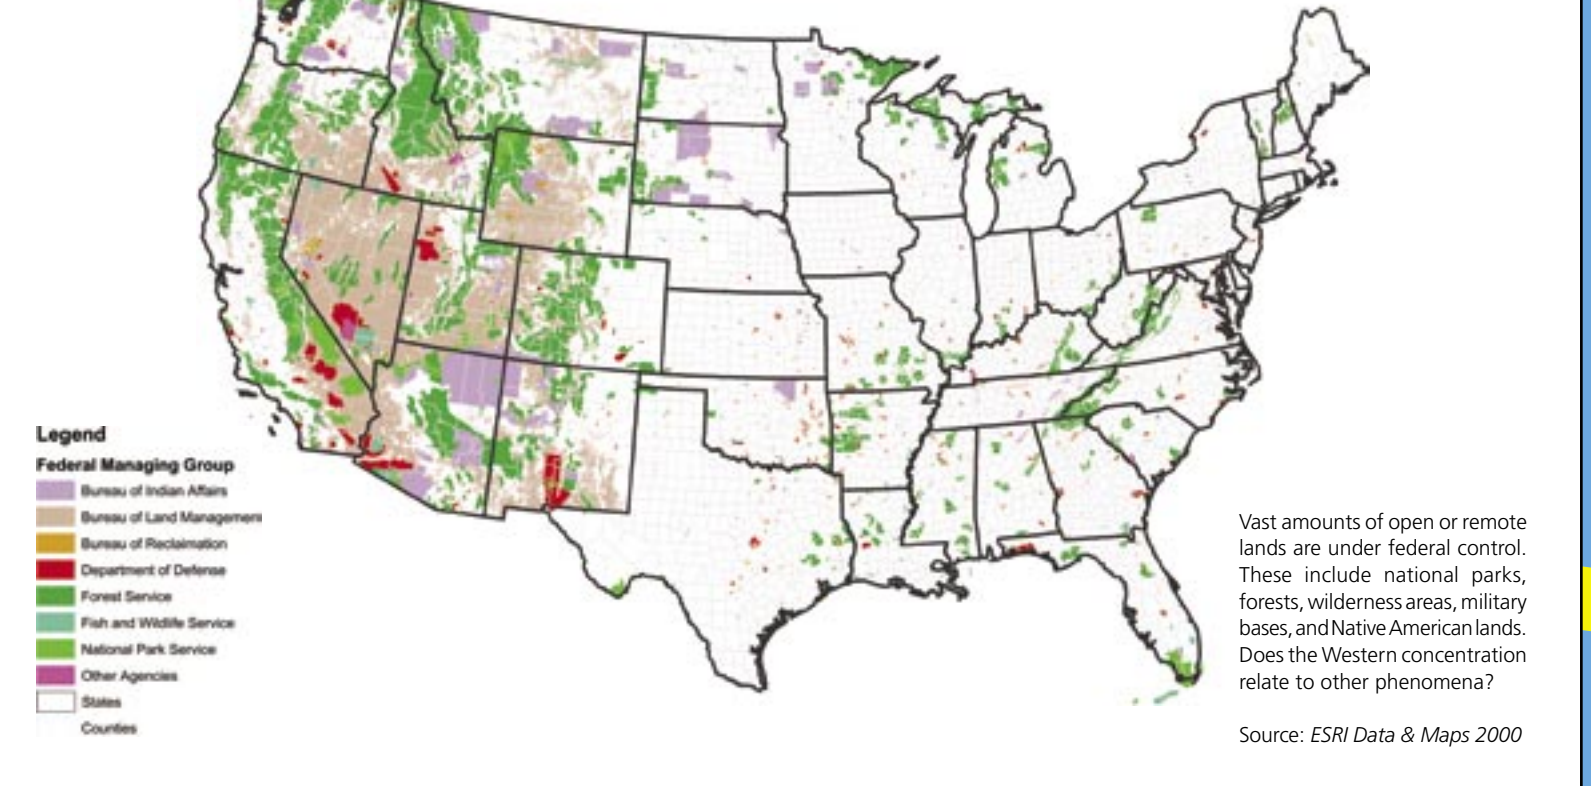 Legend
Federal Managing Group
Bureau of Indian Affairs
Bureau of Land Management
Bureau of Reclaimation
Department of Defense
Forest Service
Fish and Wildlife Service
National Park Service
Other Agencies
States
Counties
Vast amounts of open or remote
lands are under federal control.
These include national parks,
forests, wilderness areas, military
bases, and Native American lands.
Does the Western concentration
relate to other phenomena?
Source: ESRI Data & Maps 2000